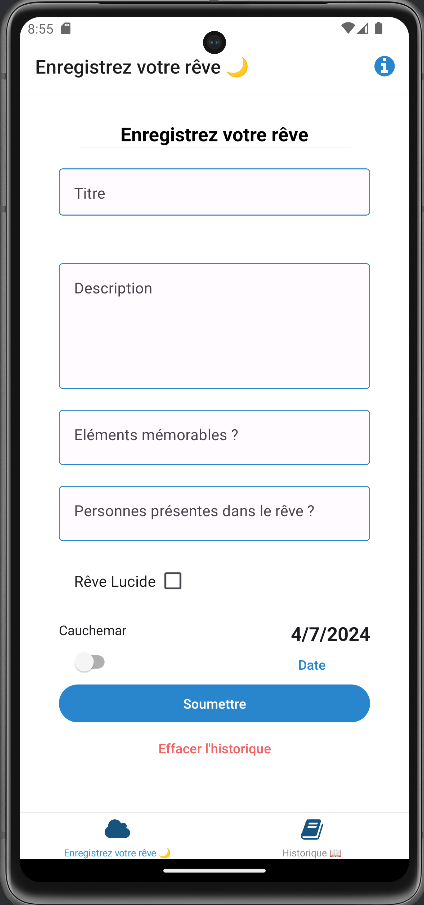 8:55
Enregistrez votre rêve 🌙
Enregistrez votre rêve
Titre
Description
Eléments mémorables ?
Personnes présentes dans le rêve ?
Rêve Lucide
Cauchemar
4/7/2024
Date
Soumettre
Effacer l'historique
Enregistrez votre rêve 🌙
Historique 📖